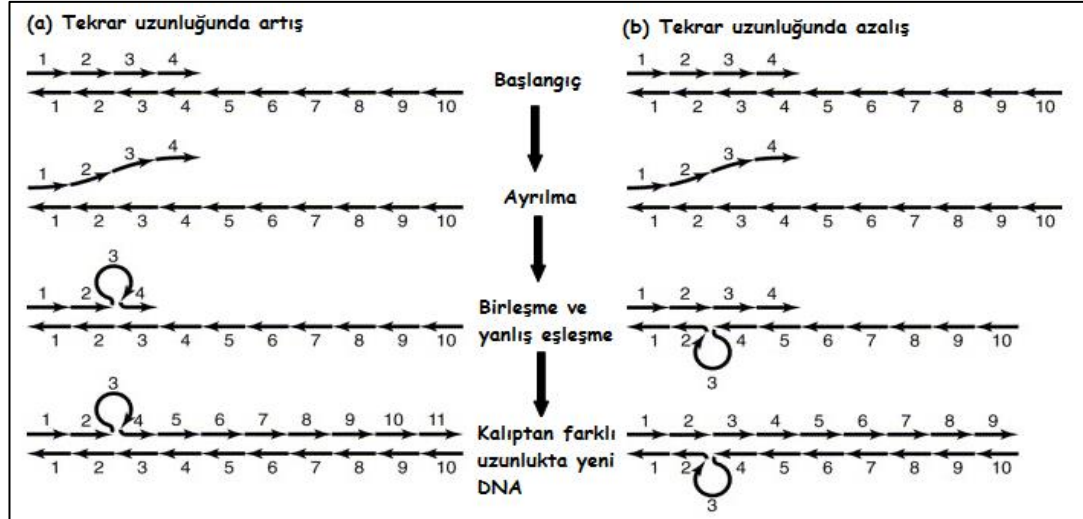 (a) Tekrar uzunluğunda artış
1 2 3 4
1 2 3 4 5 6 7 8 9 10
1 2 3 4
1 2 3 4 5 6 7 8 9 10
3
1 2 4
1 2 3 4 5 6 7 8 9 10
3
1 2 4 5 6 7 8 9 10 11
1 2 3 4 5 6 7 8 9 10
Başlangıç
Ayrılma
Birleşme ve
yanlış eşleşme
Kalıptan farklı
uzunlukta yeni
DNA
(b) Tekrar uzunluğunda azalış
1 2 3 4
1 2 3 4 5 6 7 8 9 10
1 2 3 4
1 2 3 4 5 6 7 8 9 10
1 2 3 4
1 2 4 5 6 7 8 9 10
3
1 2 3 4 5 6 7 8 9
1 2 4 5 6 7 8 9 10
3